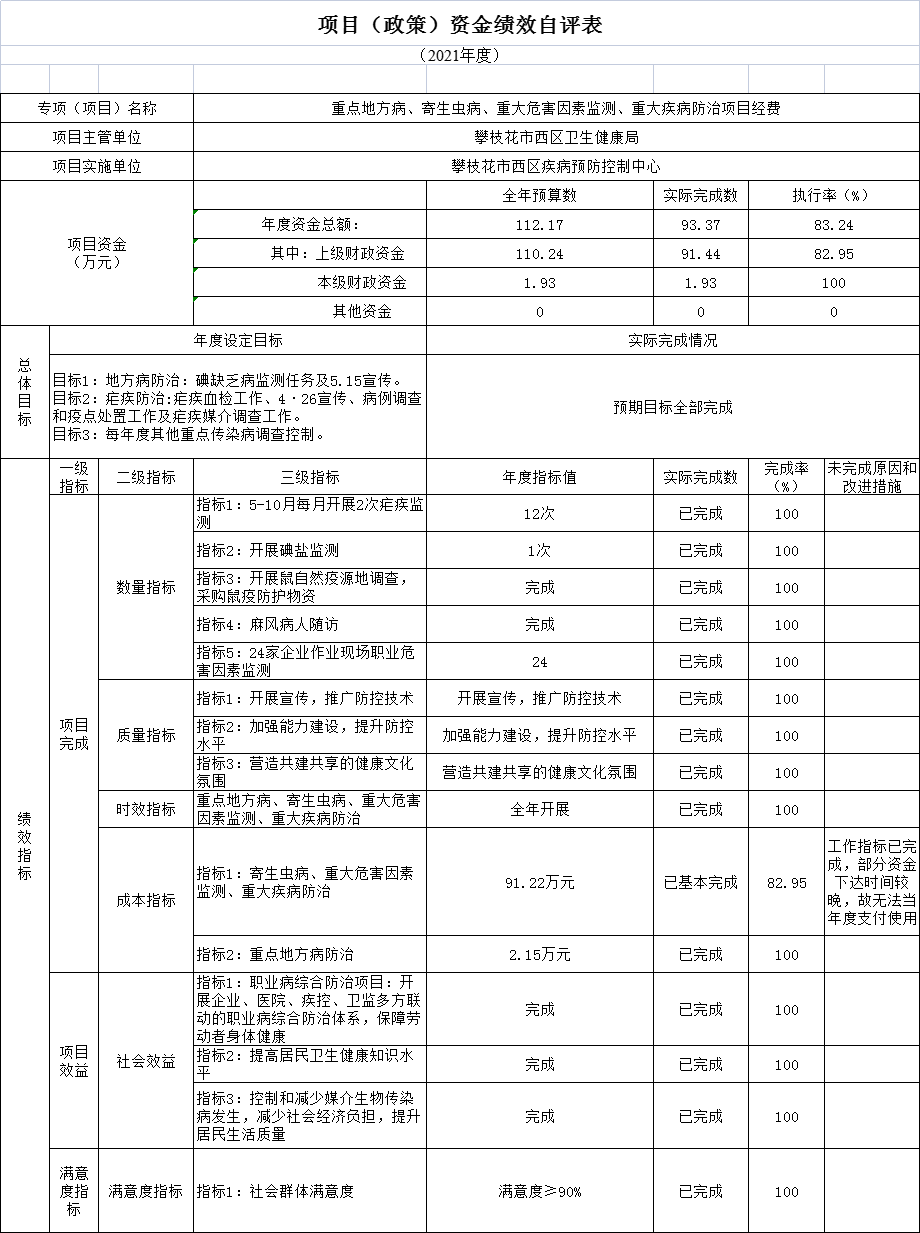 项目（政策）资金绩效自评表
（2021年度）
专项（项目）名称
重点地方病、寄生虫病、重大危害因素监测、重大疾病防治项目经费
项目主管单位
攀枝花市西区卫生健康局
项目实施单位
攀枝花市西区疾病预防控制中心
项目资金
（万元）
全年预算数
实际完成数
执行率（%）
年度资金总额：
112.17
93.37
83.24
其中：上级财政资金
110.24
91.44
82.95
本级财政资金
1.93
1.93
100
其他资金
0
0
0
总
体
目
标
年度设定目标
实际完成情况
目标1：地方病防治：碘缺乏病监测任务及5.15宣传。
目标2：疟疾防治:疟疾血检工作、4·26宣传、病例调查
和疫点处置工作及疟疾媒介调查工作。
目标3：每年度其他重点传染病调查控制。
预期目标全部完成
绩
效
指
标
一级
指标
二级指标
三级指标
年度指标值
实际完成数
完成率
（%）
未完成原因和
改进措施
项目
完成
数量指标
指标1：5-10月每月开展2次疟疾监
测
12次
已完成
100
指标2：开展碘盐监测
1次
已完成
100
指标3：开展鼠自然疫源地调查，
采购鼠疫防护物资
完成
已完成
100
指标4：麻风病人随访
完成
已完成
100
指标5：24家企业作业现场职业危
害因素监测
24
已完成
100
质量指标
指标1：开展宣传，推广防控技术
开展宣传，推广防控技术
已完成
100
指标2：加强能力建设，提升防控
水平
加强能力建设，提升防控水平
已完成
100
指标3：营造共建共享的健康文化
氛围
营造共建共享的健康文化氛围
已完成
100
时效指标
重点地方病、寄生虫病、重大危害
因素监测、重大疾病防治
全年开展
已完成
100
成本指标
指标1：寄生虫病、重大危害因素
监测、重大疾病防治
91.22万元
已基本完成
82.95
工作指标已完
成，部分资金
下达时间较
晚，故无法当
年度支付使用
指标2：重点地方病防治
2.15万元
已完成
100
项目
效益
社会效益
指标1：职业病综合防治项目：开
展企业、医院、疾控、卫监多方联
动的职业病综合防治体系，保障劳
动者身体健康
完成
已完成
100
指标2：提高居民卫生健康知识水
平
完成
已完成
100
指标3：控制和减少媒介生物传染
病发生，减少社会经济负担，提升
居民生活质量
完成
已完成
100
满意
度指
标
满意度指标
指标1：社会群体满意度
满意度≥90%
已完成
100